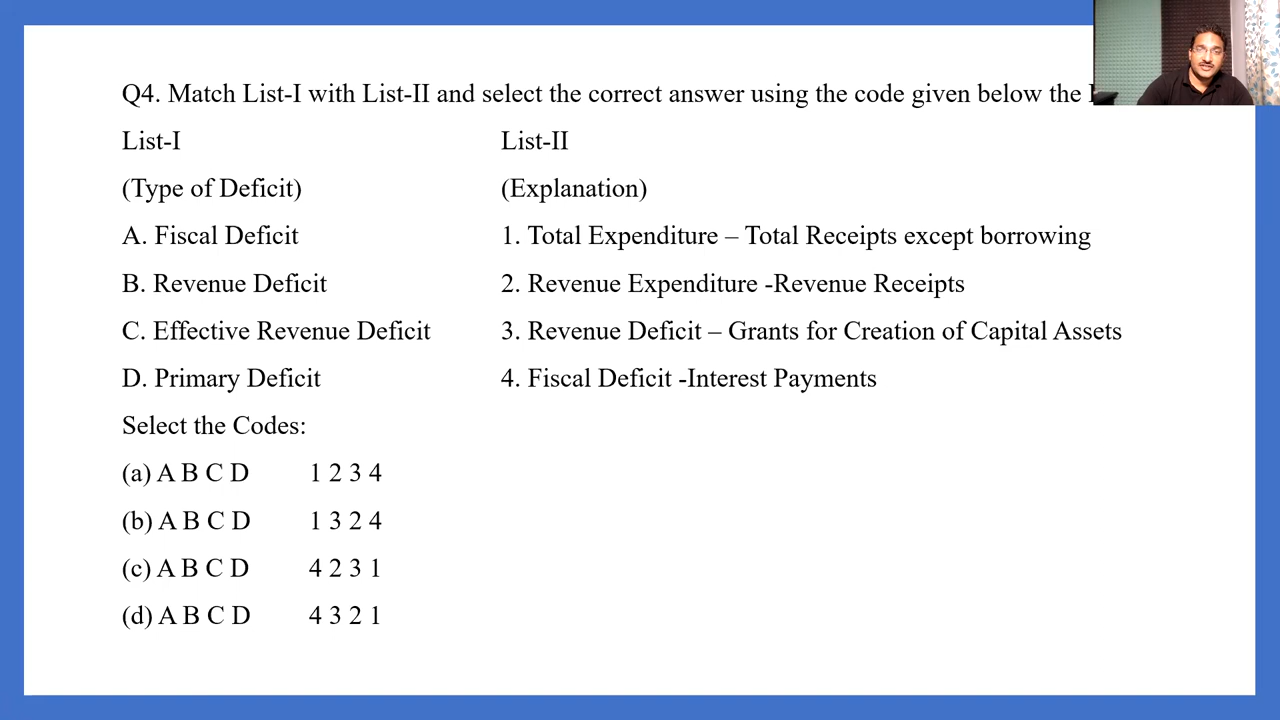 Q4. Match List-I with List-II and select the correct answer using the code given below the
List-I List-II
(Type of Deficit) (Explanation)
A. Fiscal Deficit 1. Total Expenditure – Total Receipts except borrowing
B. Revenue Deficit 2. Revenue Expenditure -Revenue Receipts
C. Effective Revenue Deficit 3. Revenue Deficit – Grants for Creation of Capital Assets
D. Primary Deficit 4. Fiscal Deficit -Interest Payments
Select the Codes:
(a) A B C D 1 2 3 4
(b) A B C D 1 3 2 4
(c) A B C D 4 2 3 1
(d) A B C D 4 3 2 1